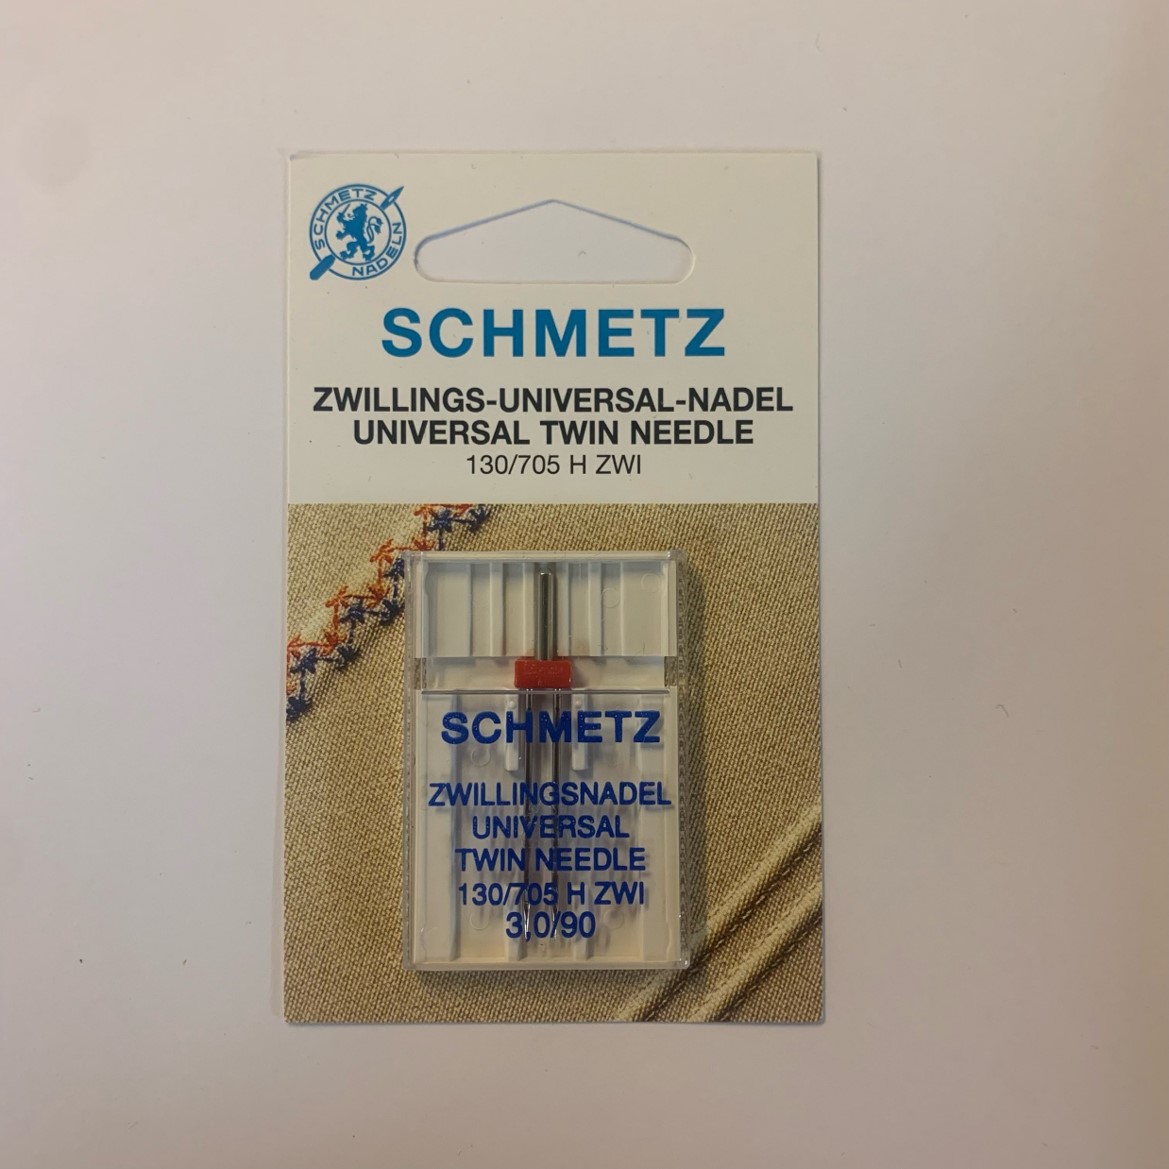 SCHMETZ
NADELN
SCHMETZ
ZWILLINGS-UNIVERSAL-NADEL
UNIVERSAL TWIN NEEDLE
130/705 H ZWI
SCHMETZ
ZWILLINGSNADEL
UNIVERSAL
TWIN NEEDLE
130/705 H ZWI
3,0/90